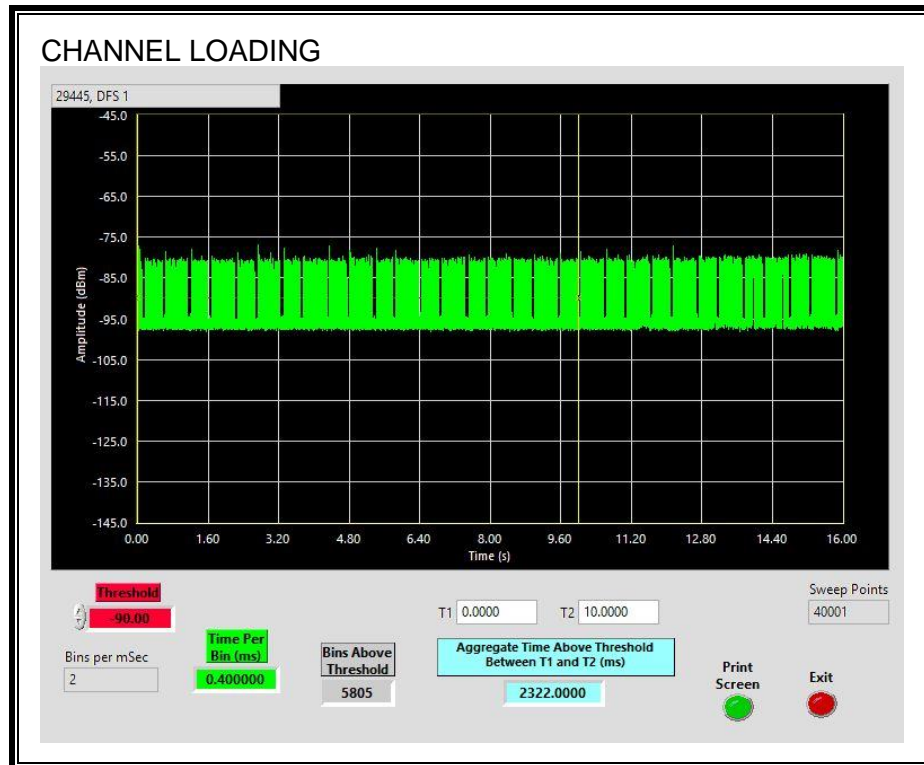 CHANNEL LOADING
29445, DFS 1
-45.0
-55.0
-65.0
-75.0
-85.0
-95.0
-105.0
-115.0
-125.0
-135.0
-145.0
Amplitude (dBm)
0.00 1.60 3.20 4.80 6.40 8.00 9.60 11.20 12.80 14.40 16.00
Time (s)
Threshold
-90.00
Bins per mSec
2
Time Per
Bin (ms)
0.400000
Bins Above
Threshold
5805
T1 0.0000 T2 10.0000
Aggregate Time Above Threshold
Between T1 and T2 (ms)
2322.0000
Sweep Points
40001
Print
Screen
Exit